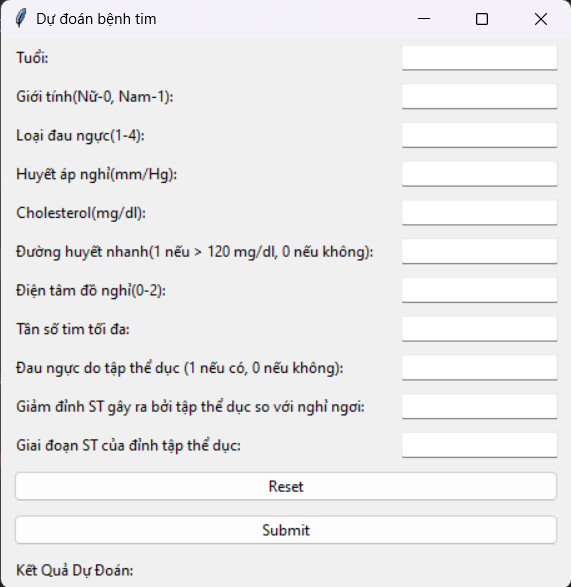 Dự đoán bệnh tim
Tuổi:
Giới tính(Nữ-0, Nam-1):
Loại đau ngực(1-4):
Huyết áp nghỉ(mm/Hg):
Cholesterol(mg/dl):
Đường huyết nhanh(1 nếu > 120 mg/dl, 0 nếu không):
Điện tâm đồ nghỉ(0-2):
Tần số tim tối đa:
Đau ngực do tập thể dục (1 nếu có, 0 nếu không):
Giảm đỉnh ST gây ra bởi tập thể dục so với nghỉ ngơi:
Giai đoạn ST của đỉnh tập thể dục:
Reset
Submit
Kết Quả Dự Đoán: